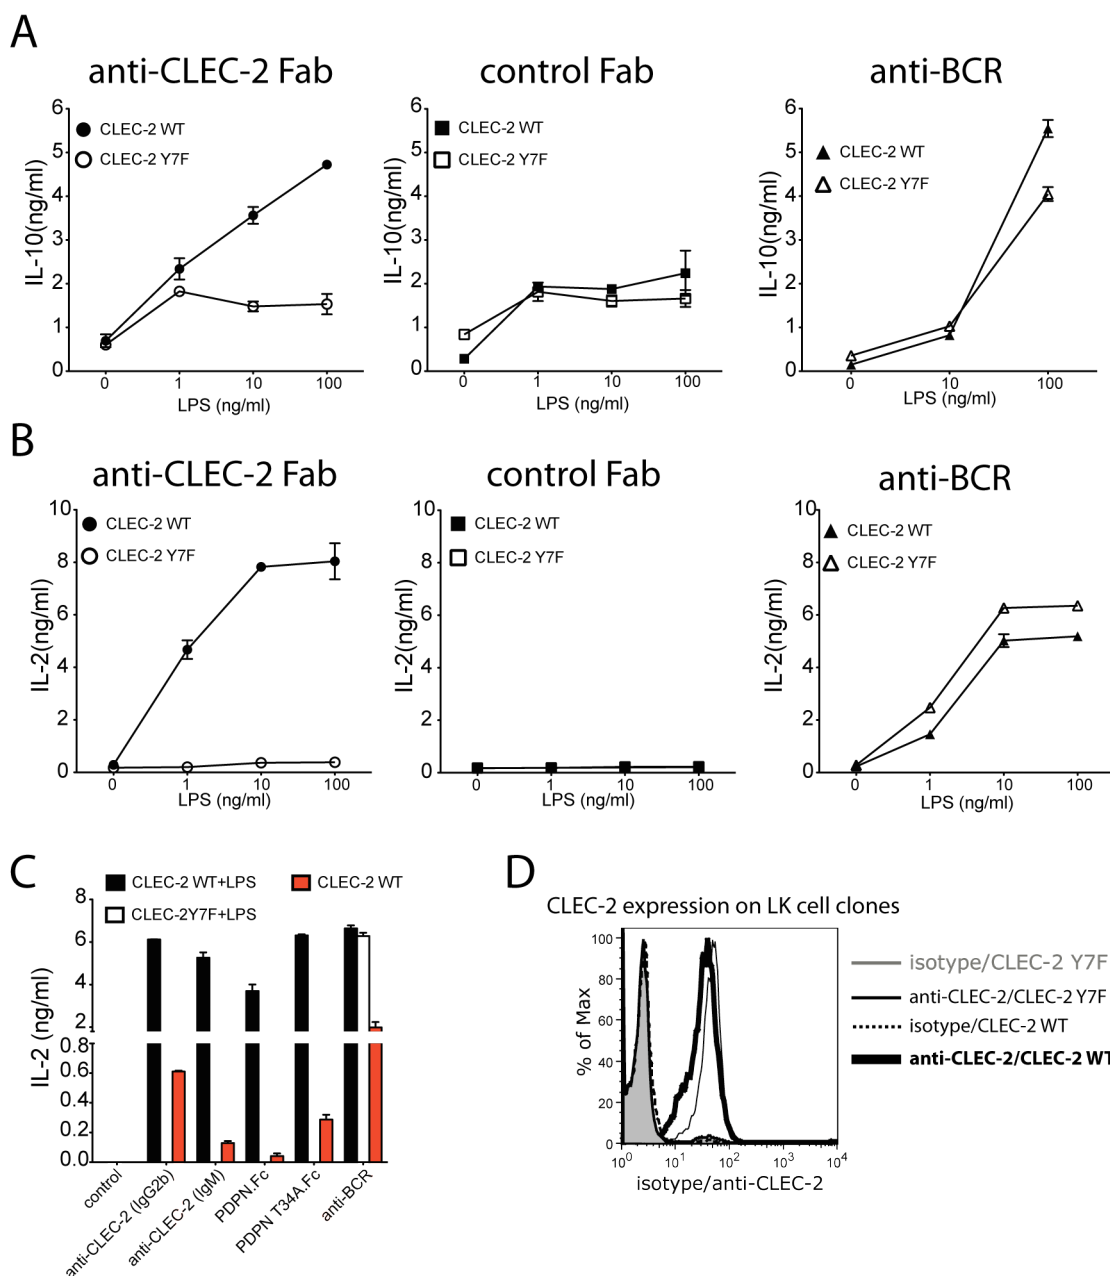 A
anti-CLEC-2 Fab
control Fab
anti-BCR
6
5
4
3
2
1
0
IL-10(ng/ml)
CLEC-2 WT
CLEC-2 Y7F
0
1
10
100
LPS (ng/ml)
6
5
4
3
2
1
0
IL-10(ng/ml)
CLEC-2 WT
CLEC-2 Y7F
0
1
10
100
LPS (ng/ml)
6
5
4
3
2
1
0
IL-10(ng/ml)
CLEC-2 WT
CLEC-2 Y7F
0
10
100
LPS (ng/ml)
B
anti-CLEC-2 Fab
control Fab
anti-BCR
10
8
6
4
2
0
IL-2(ng/ml)
CLEC-2 WT
CLEC-2 Y7F
0
1
10
100
LPS (ng/ml)
10
8
6
4
2
0
IL-2(ng/ml)
CLEC-2 WT
CLEC-2 Y7F
0
1
10
100
LPS (ng/ml)
10
8
6
4
2
0
IL-2(ng/ml)
CLEC-2 WT
CLEC-2 Y7F
0
1
10
100
LPS (ng/ml)
C
CLEC-2 WT+LPS
CLEC-2 WT
CLEC-2Y7F+LPS
8
6
4
2
0.8
0.6
0.4
0.2
0.0
IL-2 (ng/ml)
control
anti-CLEC-2 (IgG2b)
anti-CLEC-2 (IgM)
PDPN.Fc
PDPN T34A.Fc
anti-BCR
D
CLEC-2 expression on LK cell clones
100
80
60
40
20
0
% of Max
10⁰
10¹
10²
10³
10⁴
isotype/anti-CLEC-2
isotype/CLEC-2 Y7F
anti-CLEC-2/CLEC-2 Y7F
isotype/CLEC-2 WT
anti-CLEC-2/CLEC-2 WT